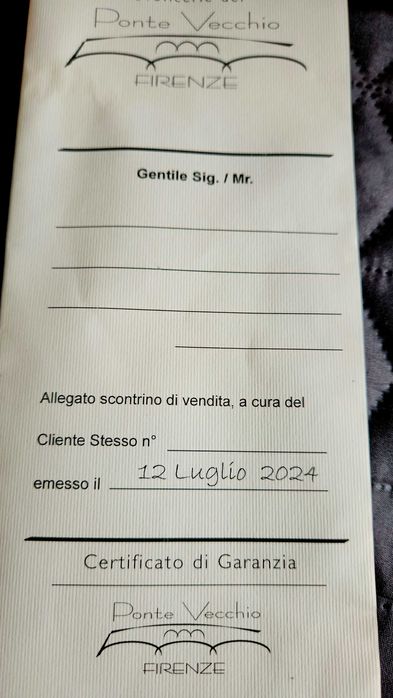 del
Ponte Vecchio
FIRENZE
Gentile Sig. / Mr.
Allegato scontrino di vendita, a cura del
Cliente Stesso n°
emesso il 12 Luglio 2024
Certificato di Garanzia
Ponte Vecchio
FIRENZE